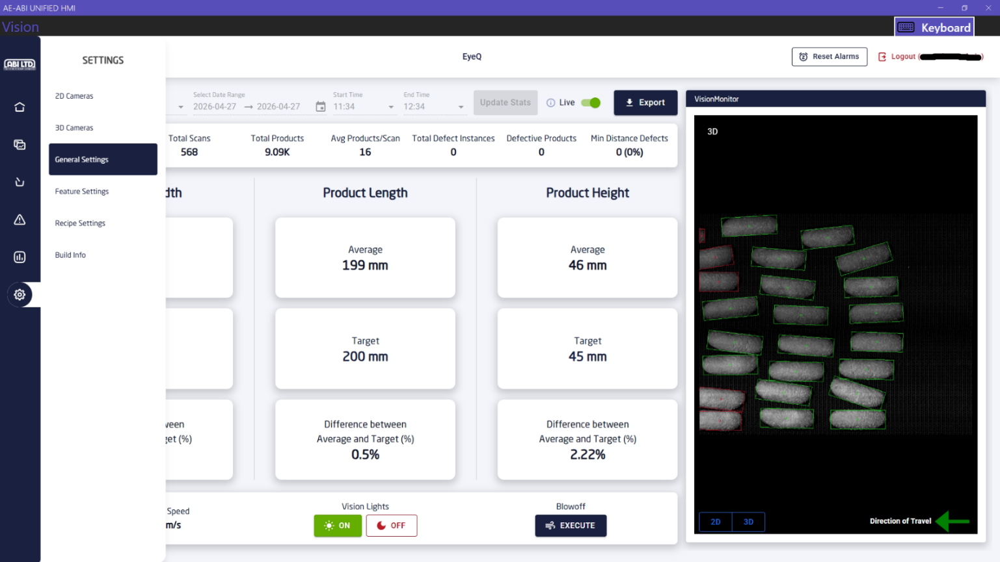 AE-ABI UNIFIED HMI
Vision
Keyboard
ABI LTD
SETTINGS
2D Cameras
3D Cameras
General Settings
Feature Settings
Recipe Settings
Build Info
EyeQ
Reset Alarms
Logout (
)
Select Date Range
2026-04-27 → 2026-04-27
Start Time
11:34
End Time
12:34
Update Stats
Live
Export
Total Scans
568
Total Products
9.09K
Avg Products/Scan
16
Total Defect Instances
0
Defective Products
0
Min Distance Defects
0 (0%)
dth
ween
get (%)
Product Length
Average
199 mm
Target
200 mm
Difference between
Average and Target (%)
0.5%
Product Height
Average
46 mm
Target
45 mm
Difference between
Average and Target (%)
2.22%
Speed
m/s
Vision Lights
ON
OFF
Blowoff
EXECUTE
VisionMonitor
3D
2D
3D
Direction of Travel